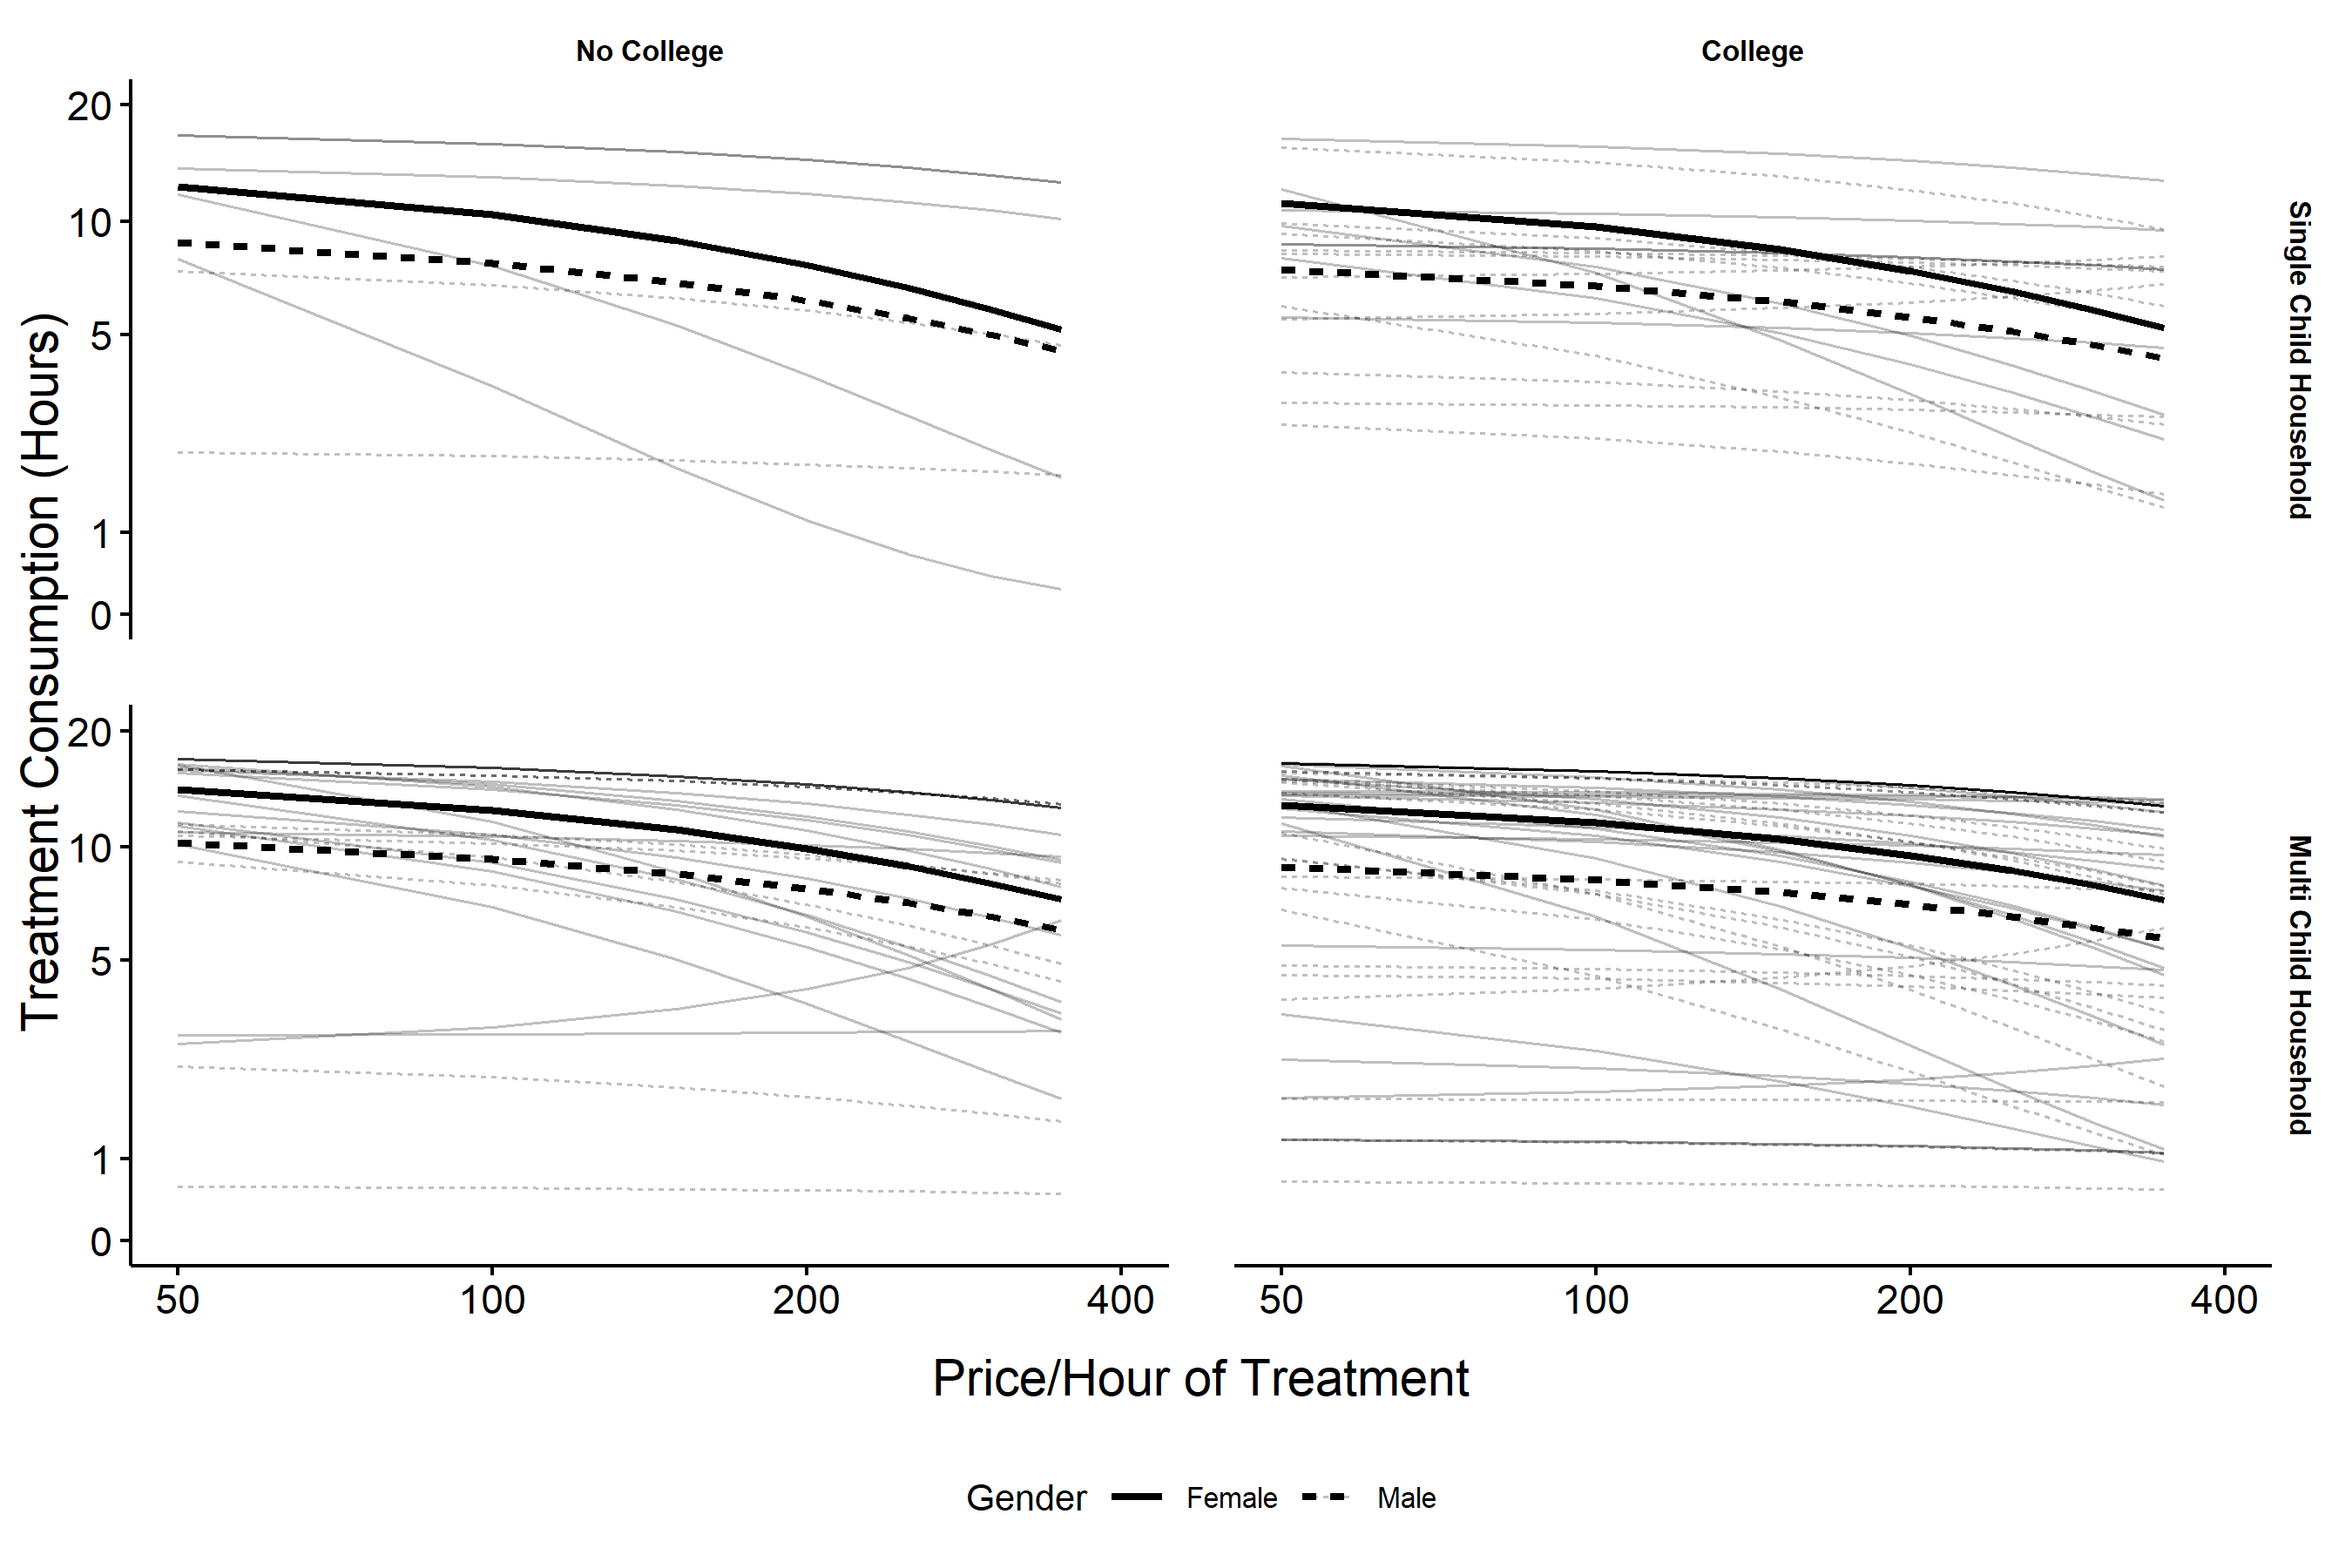 No College
College
20
10
5
1
0
Single Child Household
Treatment Consumption (Hours)
20
10
5
1
0
Multi Child Household
50 100 200 400 50 100 200 400
Price/Hour of Treatment
Gender Female Male